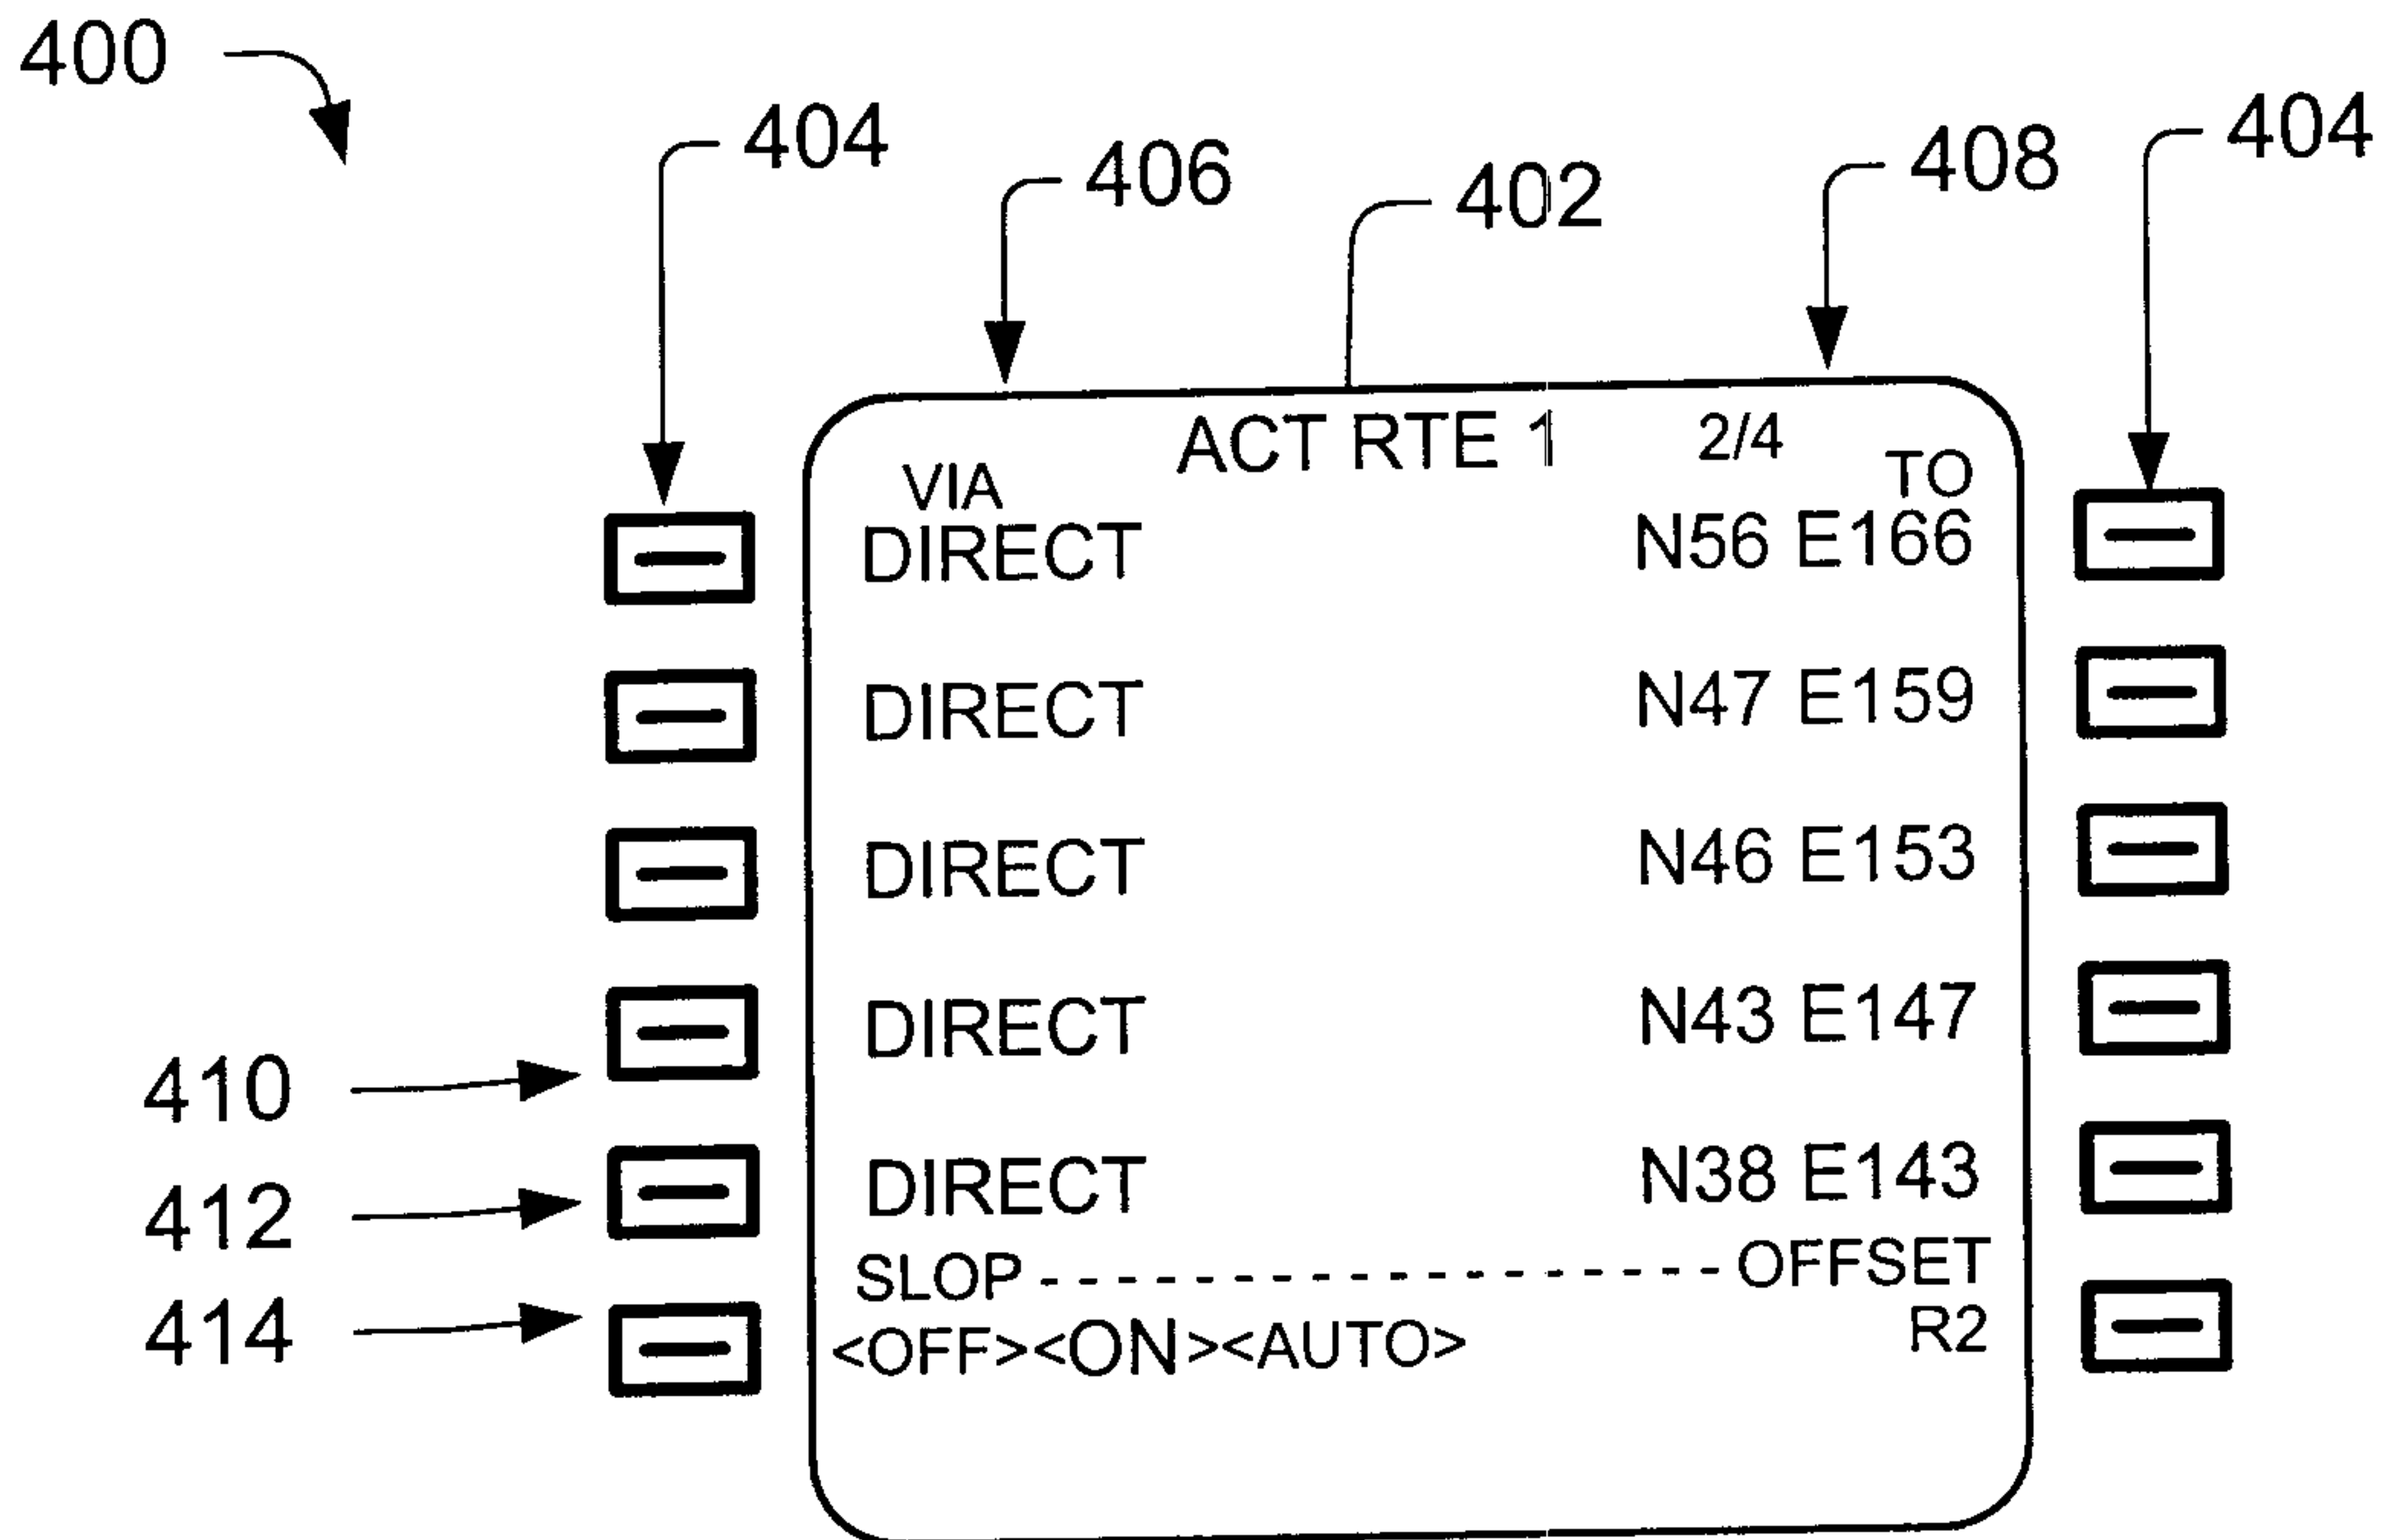 400
404
406
402
408
404
ACT RTE 1 2/4
VIA TO
DIRECT N56 E166
DIRECT N47 E159
DIRECT N46 E153
DIRECT N43 E147
410
DIRECT N38 E143
412
SLOP - - - - - - - - - - - - - - - - - - OFFSET
414
<OFF><ON><AUTO> R2